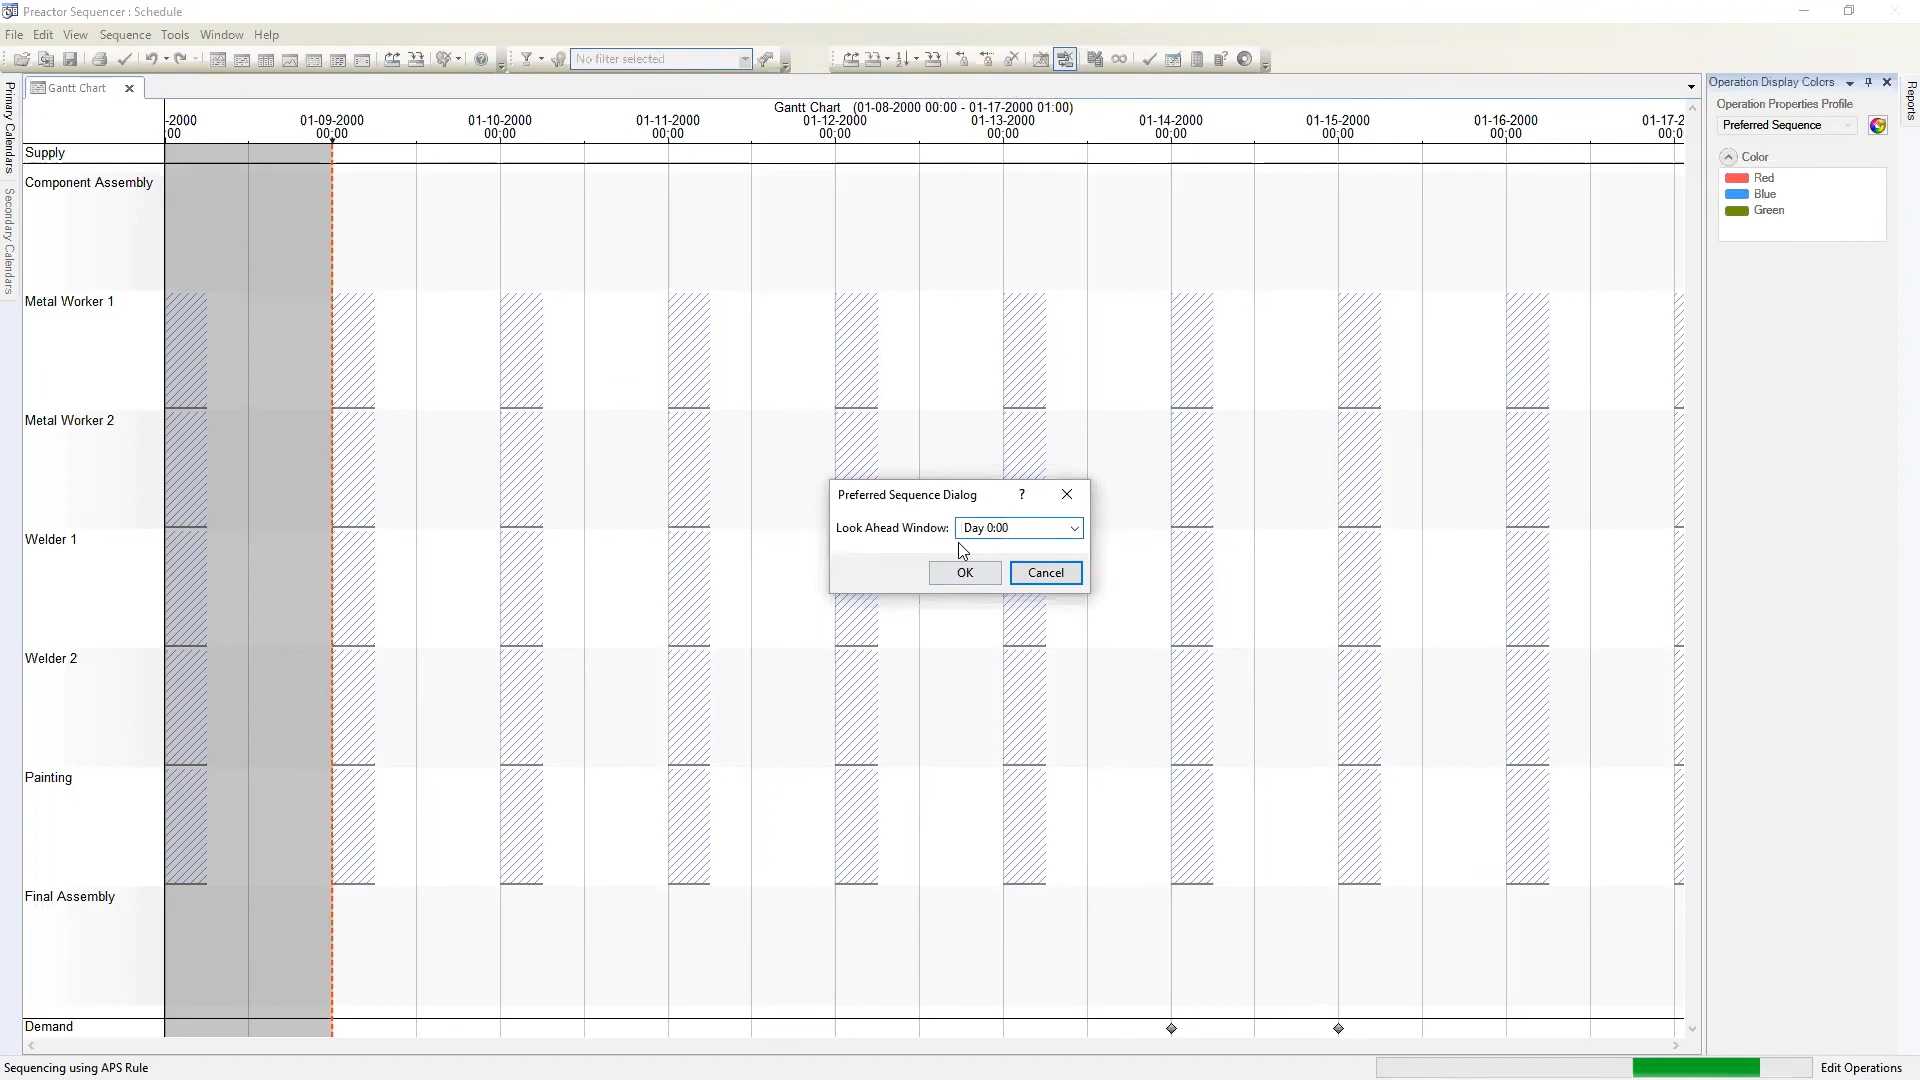 Preactor Sequencer : Schedule
File Edit View Sequence Tools Window Help
No filter selected
Gantt Chart
Primary Calendars
Secondary Calendars
Gantt Chart (01-08-2000 00:00 - 01-17-2000 01:00)
-2000 01-09-2000 01-10-2000 01-11-2000 01-12-2000 01-13-2000 01-14-2000 01-15-2000 01-16-2000 01-17-2
:00 00:00 00:00 00:00 00:00 00:00 00:00 00:00 00:00 00:0
Supply
Component Assembly
Metal Worker 1
Metal Worker 2
Welder 1
Welder 2
Painting
Final Assembly
Demand
Preferred Sequence Dialog ?
Look Ahead Window: Day 0:00
OK Cancel
Operation Display Colors
Operation Properties Profile
Preferred Sequence
Color
Red
Blue
Green
Reports
Sequencing using APS Rule
Edit Operations